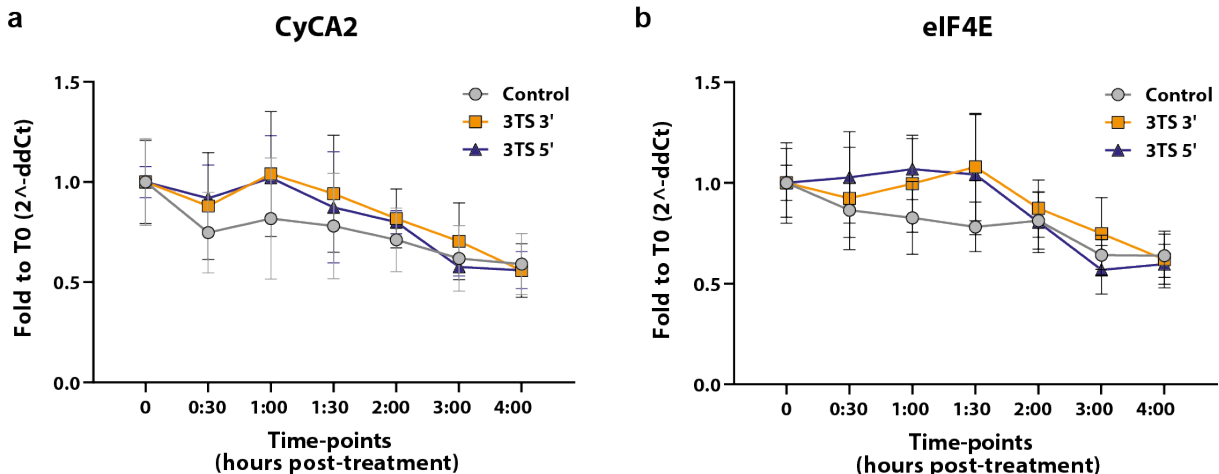 a
CyCA2
1.5
1.0
0.5
0.0
Fold to T0 (2^-ddCt)
Control
3TS 3'
3TS 5'
0 0:30 1:00 1:30 2:00 3:00 4:00
Time-points
(hours post-treatment)
b
eIF4E
1.5
1.0
0.5
0.0
Fold to T0 (2^-ddCt)
Control
3TS 3'
3TS 5'
0 0:30 1:00 1:30 2:00 3:00 4:00
Time-points
(hours post-treatment)